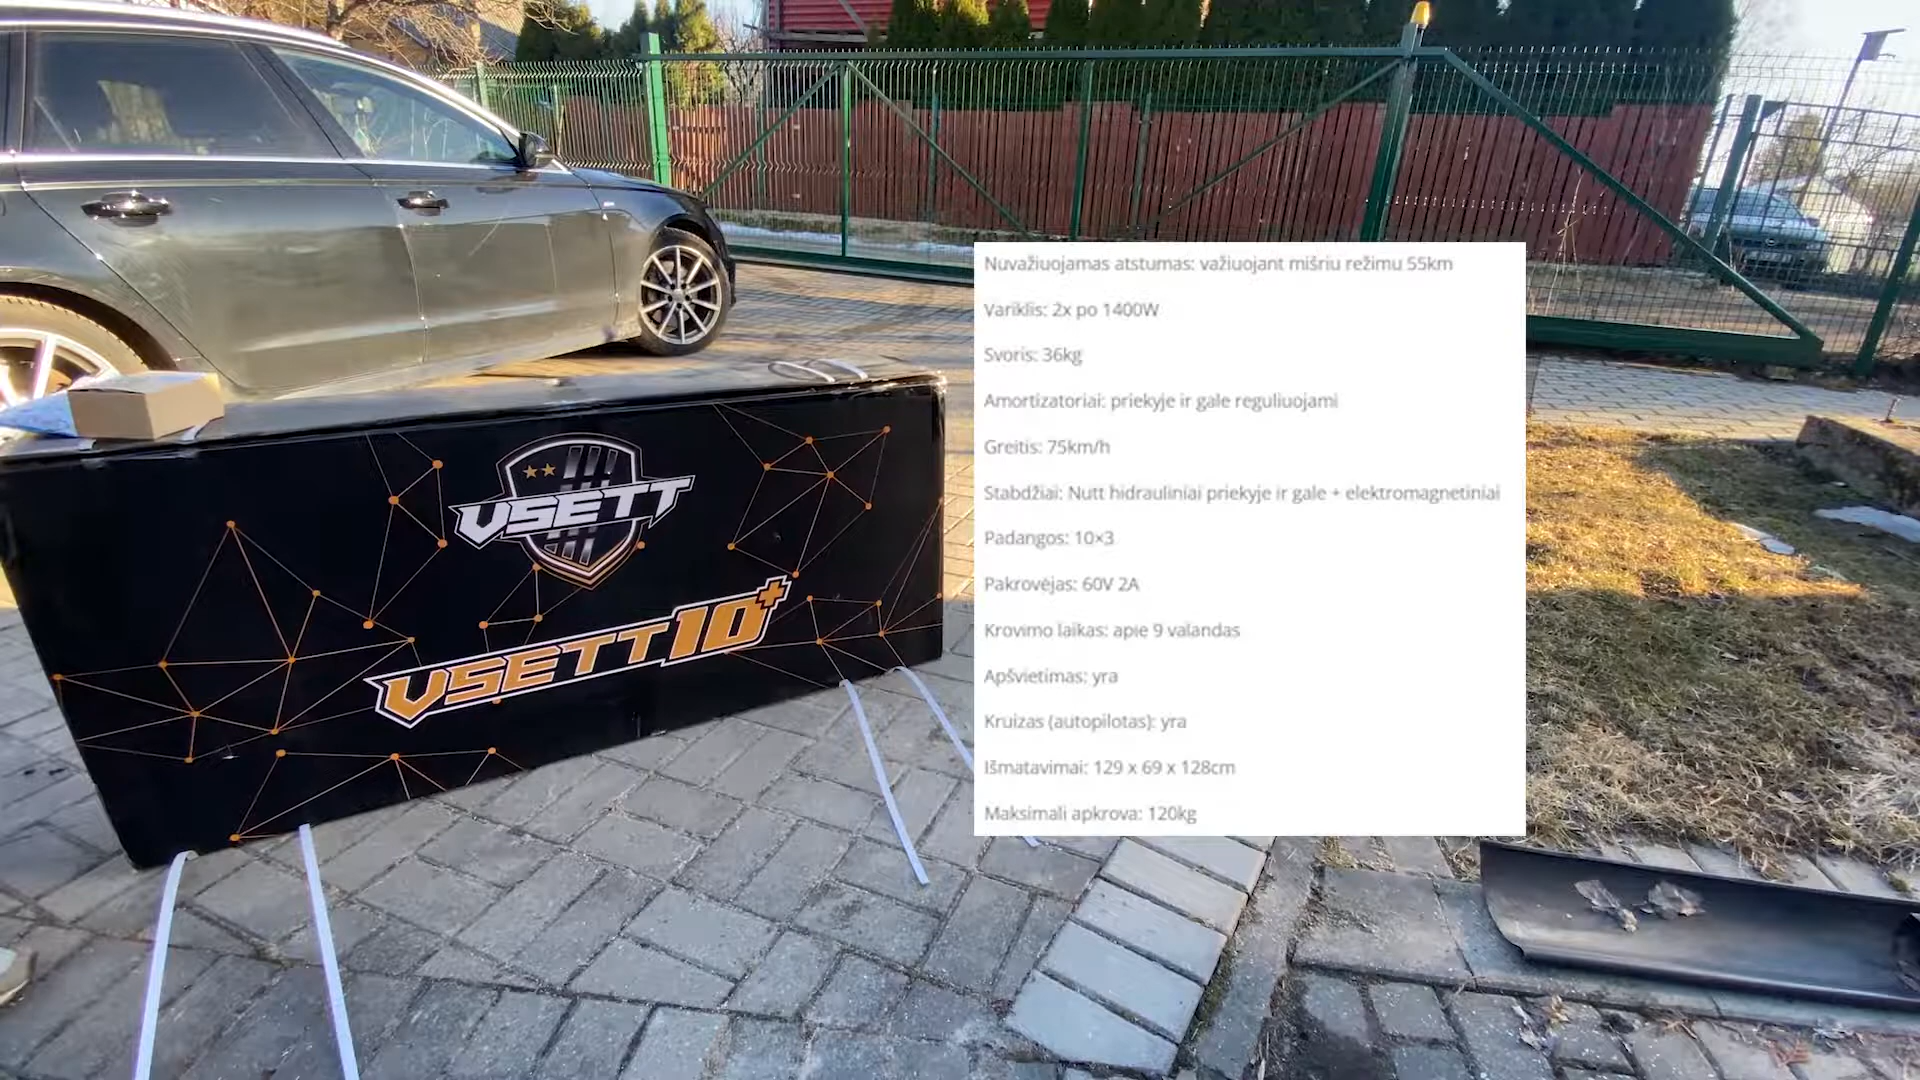 VSETT
VSETT10+
Nuvažiuojamas atstumas: važiuojant mišriu režimu 55km
Variklis: 2x po 1400W
Svoris: 36kg
Amortizatoriai: priekyje ir gale reguliuojami
Greitis: 75km/h
Stabdžiai: Nutt hidrauliniai priekyje ir gale + elektromagnetiniai
Padangos: 10×3
Pakrovėjas: 60V 2A
Krovimo laikas: apie 9 valandas
Apšvietimas: yra
Kruizas (autopilotas): yra
Išmatavimai: 129 x 69 x 128cm
Maksimali apkrova: 120kg